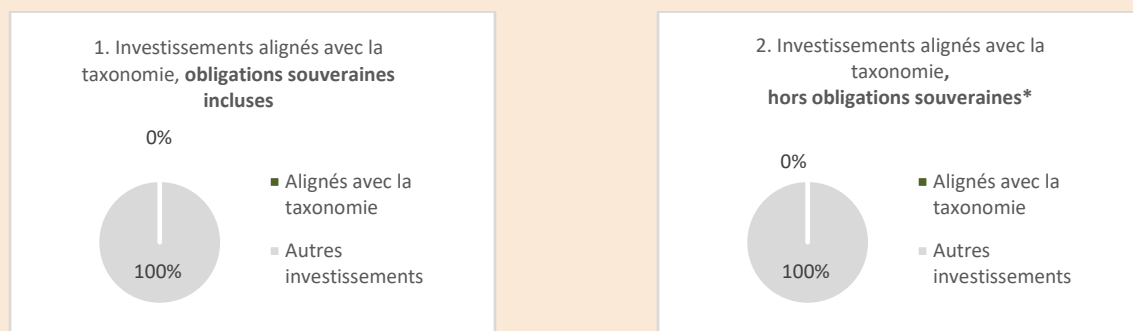 1. Investissements alignés avec la
taxonomie, obligations souveraines
incluses
0%
100%
Alignés avec la
taxonomie
Autres
investissements
2. Investissements alignés avec la
taxonomie,
hors obligations souveraines*
0%
100%
Alignés avec la
taxonomie
Autres
investissements